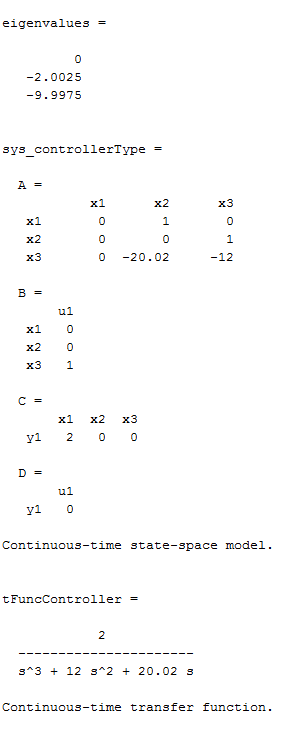 eigenvalues =
0
-2.0025
-9.9975
sys_controllerType =
A =
x1 x2 x3
x1 0 1 0
x2 0 0 1
x3 0 -20.02 -12
B =
u1
x1 0
x2 0
x3 1
C =
x1 x2 x3
y1 2 0 0
D =
u1
y1 0
Continuous-time state-space model.
tFuncController =
2
-----------------------
s^3 + 12 s^2 + 20.02 s
Continuous-time transfer function.